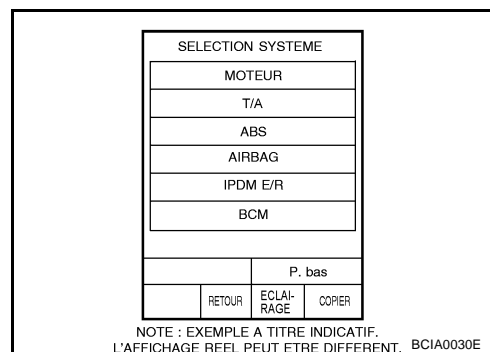 SELECTION SYSTEME
MOTEUR
T/A
ABS
AIRBAG
IPDM E/R
BCM
P. bas
RETOUR
ECLAI-
RAGE
COPIER
NOTE : EXEMPLE A TITRE INDICATIF.
L'AFFICHAGE REEL PEUT ETRE DIFFERENT. BCIA0030E